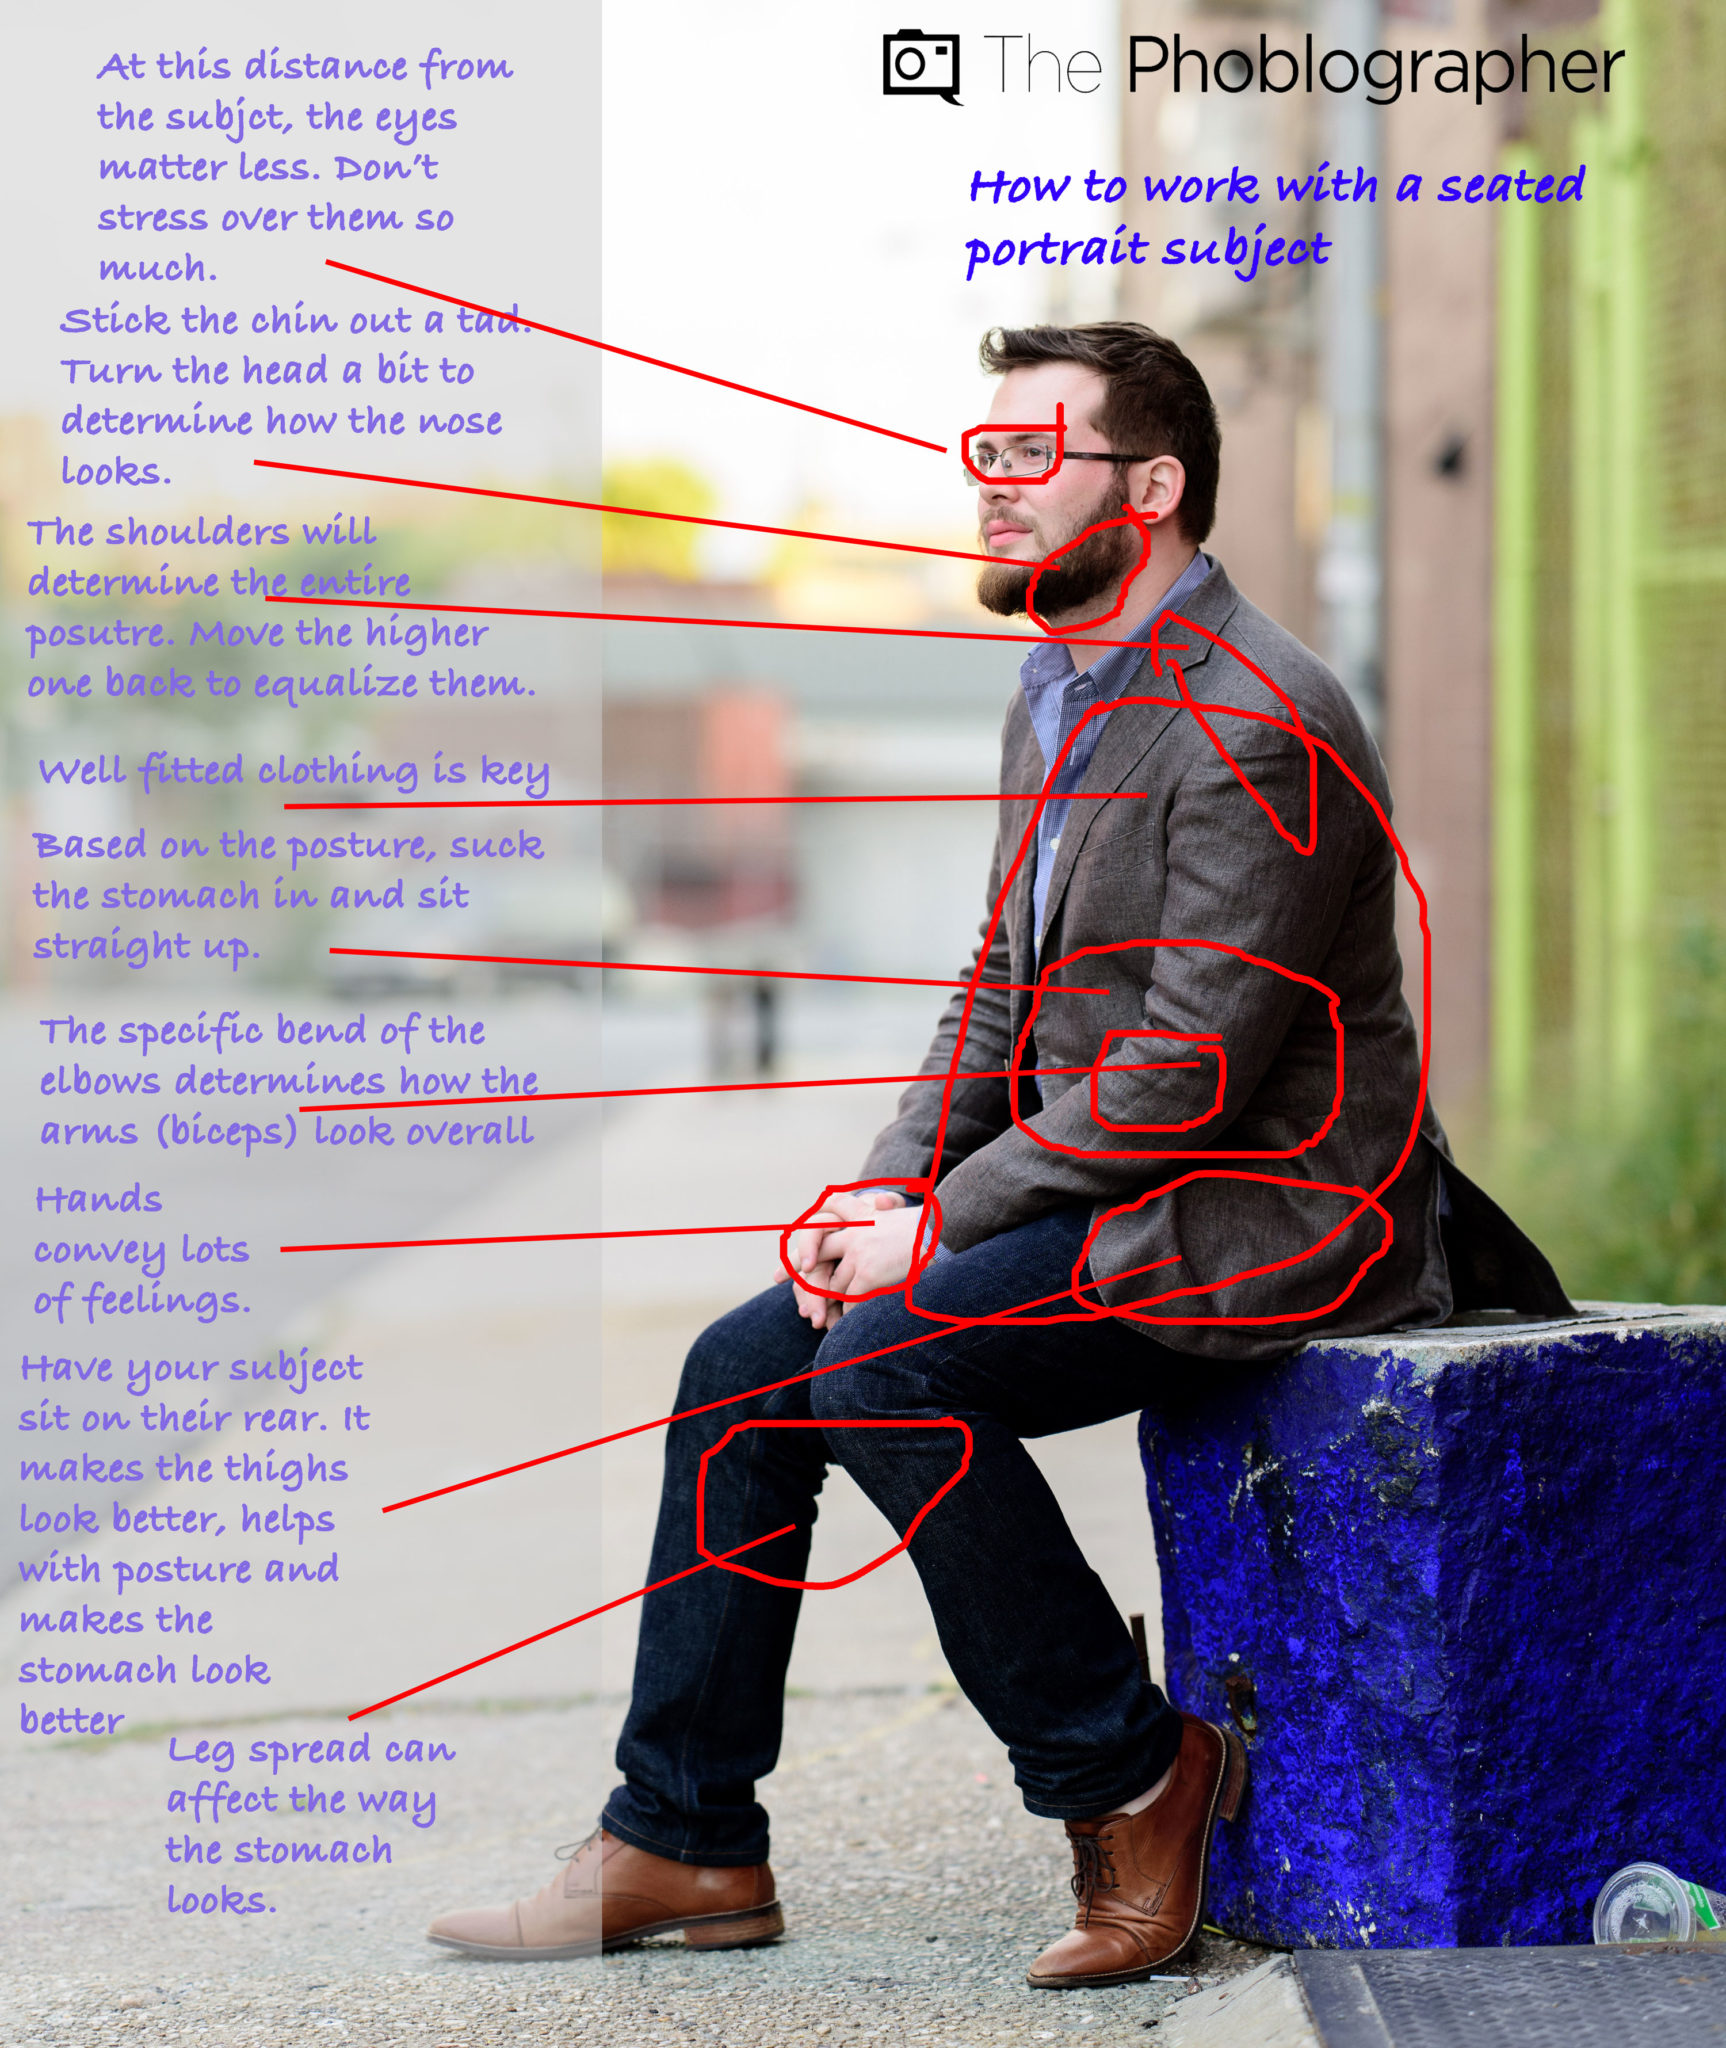 The Phoblographer
How to work with a seated
portrait subject
At this distance from
the subjct, the eyes
matter less. Don't
stress over them so
much.
Stick the chin out a tad.
Turn the head a bit to
determine how the nose
looks.
The shoulders will
determine the entire
posutre. Move the higher
one back to equalize them.
Well fitted clothing is key
Based on the posture, suck
the stomach in and sit
straight up.
The specific bend of the
elbows determines how the
arms (biceps) look overall
Hands
convey lots
of feelings.
Have your subject
sit on their rear. It
makes the thighs
look better, helps
with posture and
makes the
stomach look
better
Leg spread can
affect the way
the stomach
looks.